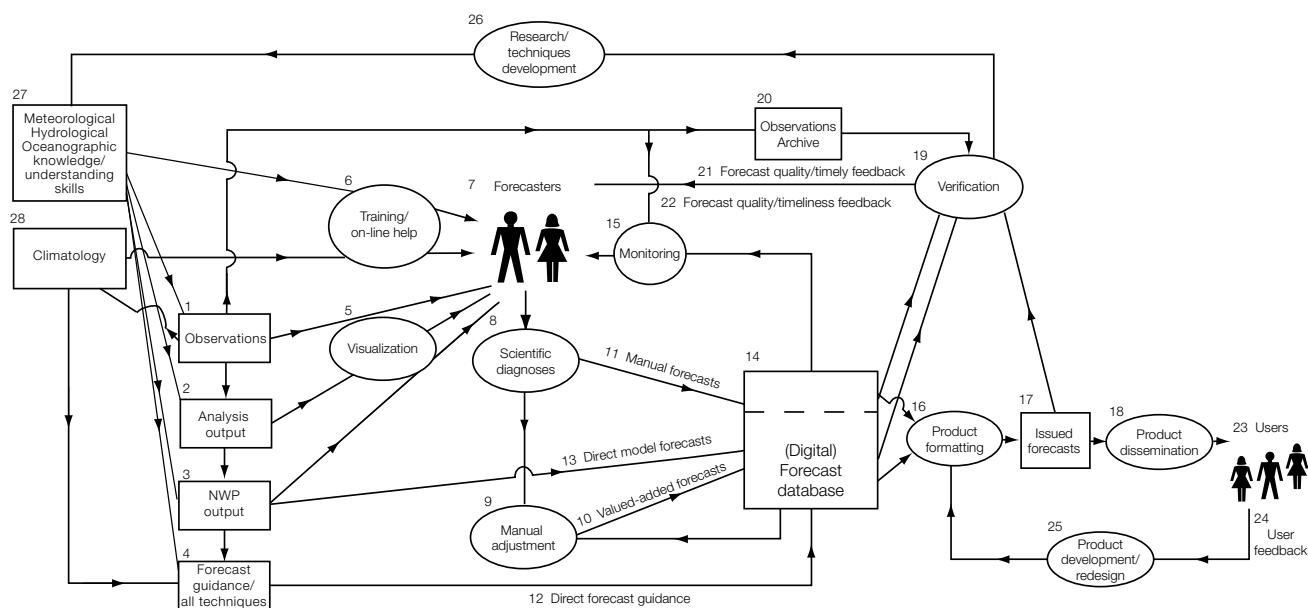 26
Research/
techniques
development
27
Meteorological
Hydrological
Oceanographic
knowledge/
understanding
skills
20
Observations
Archive
19
Verification
21 Forecast quality/timely feedback
22 Forecast quality/timeliness feedback
6
Training/
on-line help
7
Forecasters
15
Monitoring
28
Climatology
1
Observations
5
Visualization
8
Scientific
diagnoses
11 Manual forecasts
14
(Digital)
Forecast
database
2
Analysis
output
13 Direct model forecasts
10 Valued-added forecasts
3
NWP
output
9
Manual
adjustment
4
Forecast
guidance/
all techniques
12 Direct forecast guidance
16
Product
formatting
17
Issued
forecasts
18
Product
dissemination
23 Users
24
User
feedback
25
Product
development/
redesign